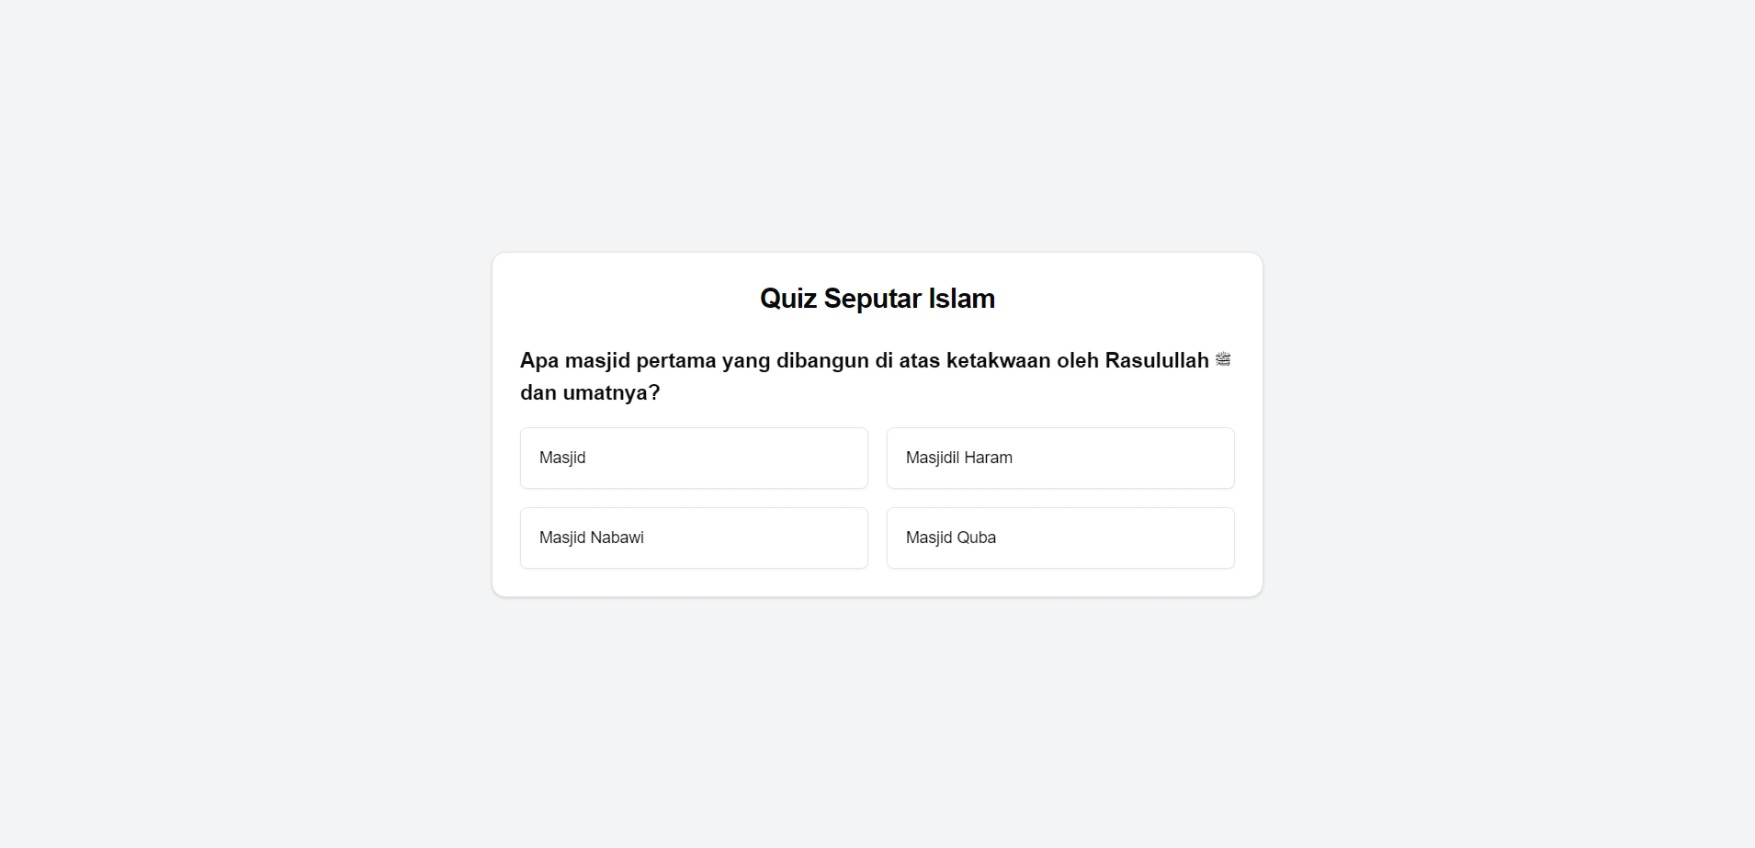 Quiz Seputar Islam
Apa masjid pertama yang dibangun di atas ketakwaan oleh Rasulullah ﷺ
dan umatnya?
Masjid
Masjidil Haram
Masjid Nabawi
Masjid Quba